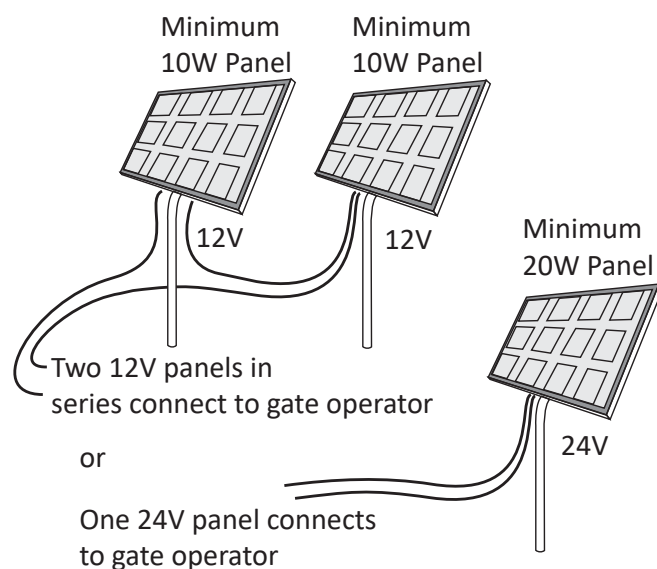 Minimum
10W Panel
Minimum
10W Panel
12V
12V
Minimum
20W Panel
24V
Two 12V panels in
series connect to gate operator
or
One 24V panel connects
to gate operator